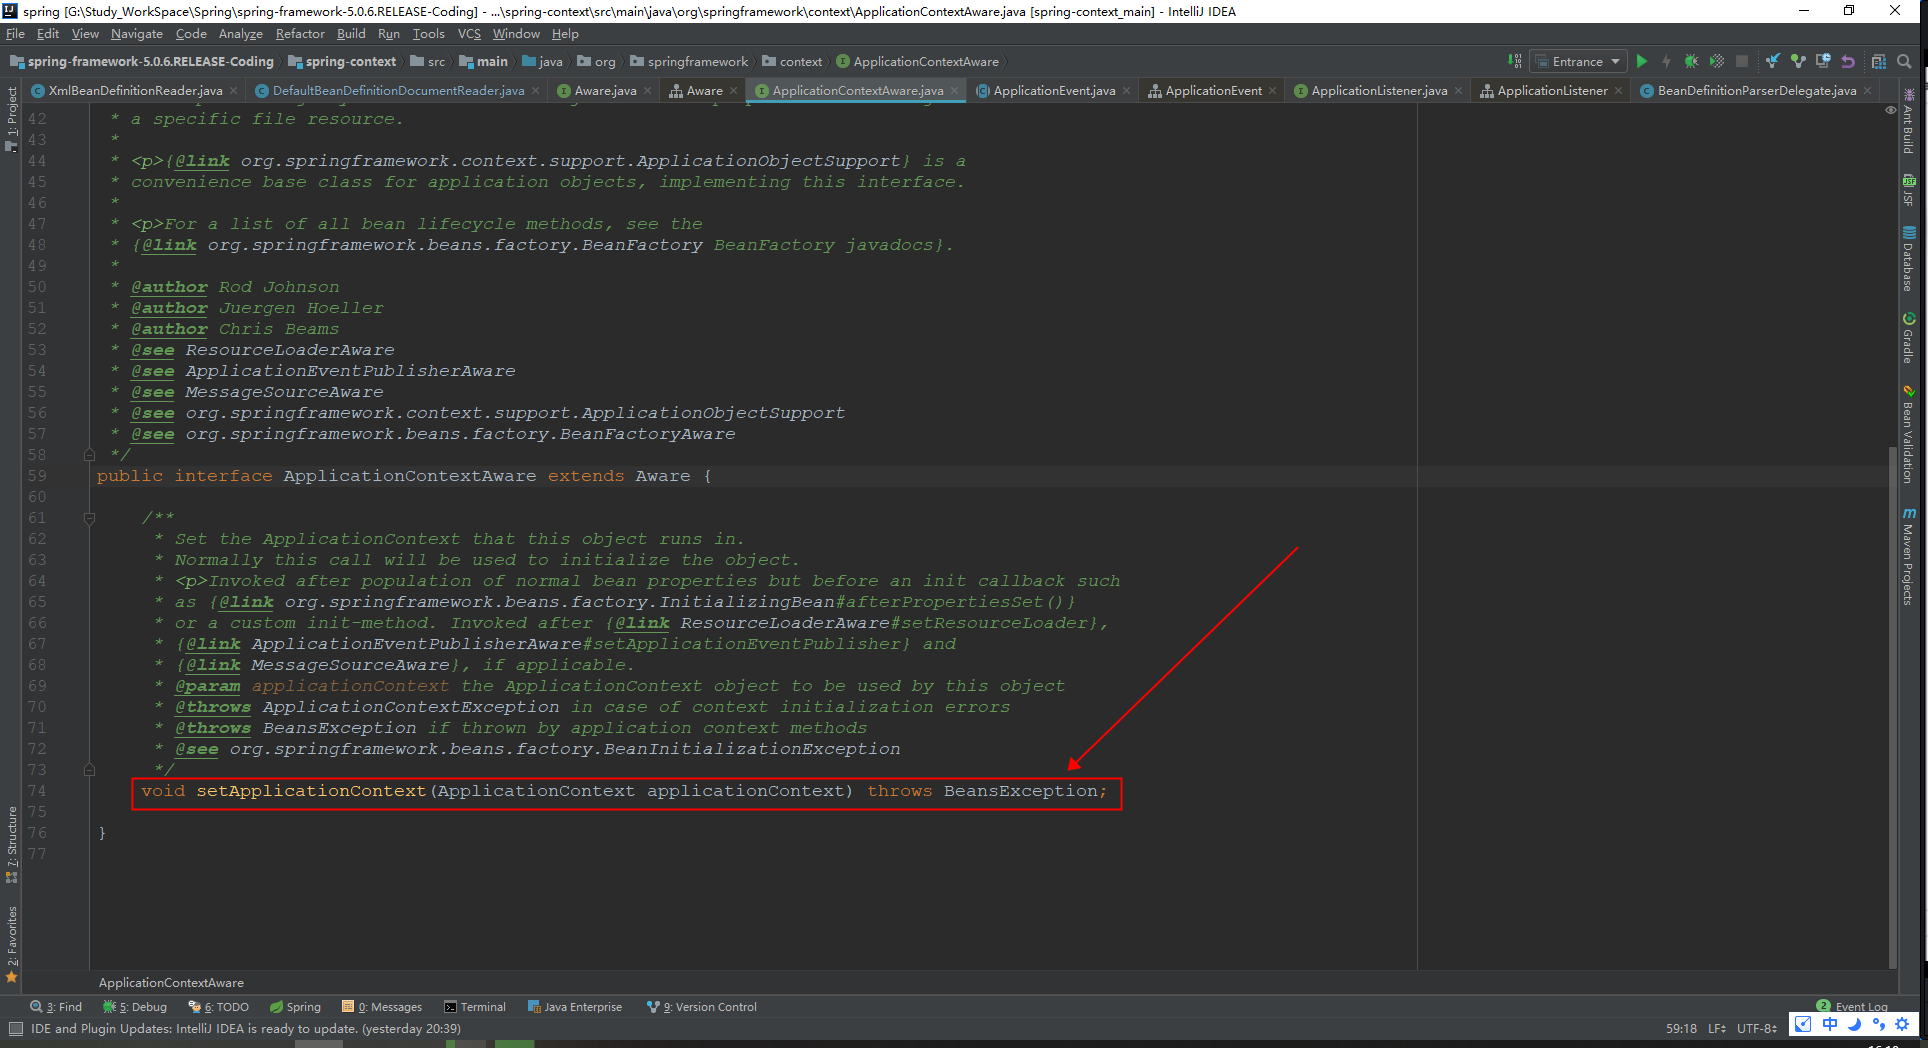 spring [G:\Study_WorkSpace\Spring\spring-framework-5.0.6.RELEASE-Coding] - ...\spring-context\src\main\java\org\springframework\context\ApplicationContextAware.java [spring-context_main] - IntelliJ IDEA
File Edit View Navigate Code Analyze Refactor Build Run Tools VCS Window Help
spring-framework-5.0.6.RELEASE-Coding spring-context src main java org springframework context ApplicationContextAware Entrance
XmlBeanDefinitionReader.java DefaultBeanDefinitionDocumentReader.java Aware.java Aware ApplicationContextAware.java ApplicationEvent.java ApplicationEvent ApplicationListener.java ApplicationListener BeanDefinitionParserDelegate.java
42 * a specific file resource.
43 *
44 * <p>{@link org.springframework.context.support.ApplicationObjectSupport} is a
45 * convenience base class for application objects, implementing this interface.
46 *
47 * <p>For a list of all bean lifecycle methods, see the
48 * {@link org.springframework.beans.factory.BeanFactory BeanFactory javadocs}.
49 *
50 * @author Rod Johnson
51 * @author Juergen Hoeller
52 * @author Chris Beams
53 * @see ResourceLoaderAware
54 * @see ApplicationEventPublisherAware
55 * @see MessageSourceAware
56 * @see org.springframework.context.support.ApplicationObjectSupport
57 * @see org.springframework.beans.factory.BeanFactoryAware
58 */
59 public interface ApplicationContextAware extends Aware {
60
61 /**
62 * Set the ApplicationContext that this object runs in.
63 * Normally this call will be used to initialize the object.
64 * <p>Invoked after population of normal bean properties but before an init callback such
65 * as {@link org.springframework.beans.factory.InitializingBean#afterPropertiesSet()}
66 * or a custom init-method. Invoked after {@link ResourceLoaderAware#setResourceLoader},
67 * {@link ApplicationEventPublisherAware#setApplicationEventPublisher} and
68 * {@link MessageSourceAware}, if applicable.
69 * @param applicationContext the ApplicationContext object to be used by this object
70 * @throws ApplicationContextException in case of context initialization errors
71 * @throws BeansException if thrown by application context methods
72 * @see org.springframework.beans.factory.BeanInitializationException
73 */
74 void setApplicationContext(ApplicationContext applicationContext) throws BeansException;
75
76 }
77
1: Project
7: Structure
2: Favorites
Ant Build
JSF
Database
Gradle
Bean Validation
Maven Projects
ApplicationContextAware
3: Find 5: Debug 6: TODO Spring 0: Messages Terminal Java Enterprise 9: Version Control 2 Event Log
IDE and Plugin Updates: IntelliJ IDEA is ready to update. (yesterday 20:39) 59:18 LF UTF-8 中